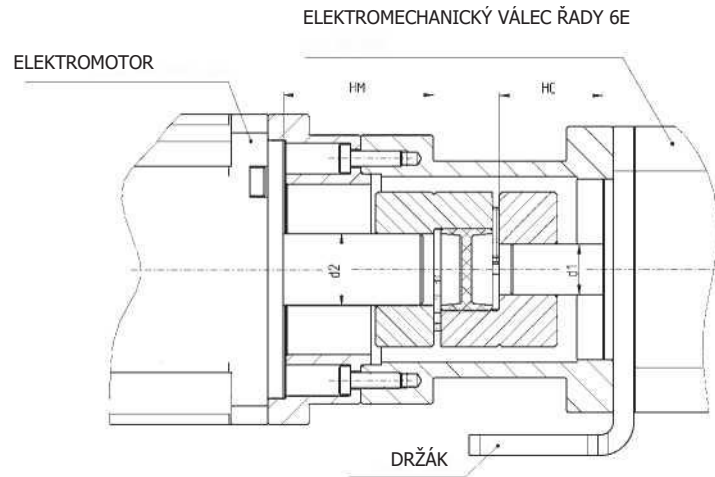 ELEKTROMECHANICKÝ VÁLEC ŘADY 6E
ELEKTROMOTOR
HM
HC
d2
d1
DRŽÁK